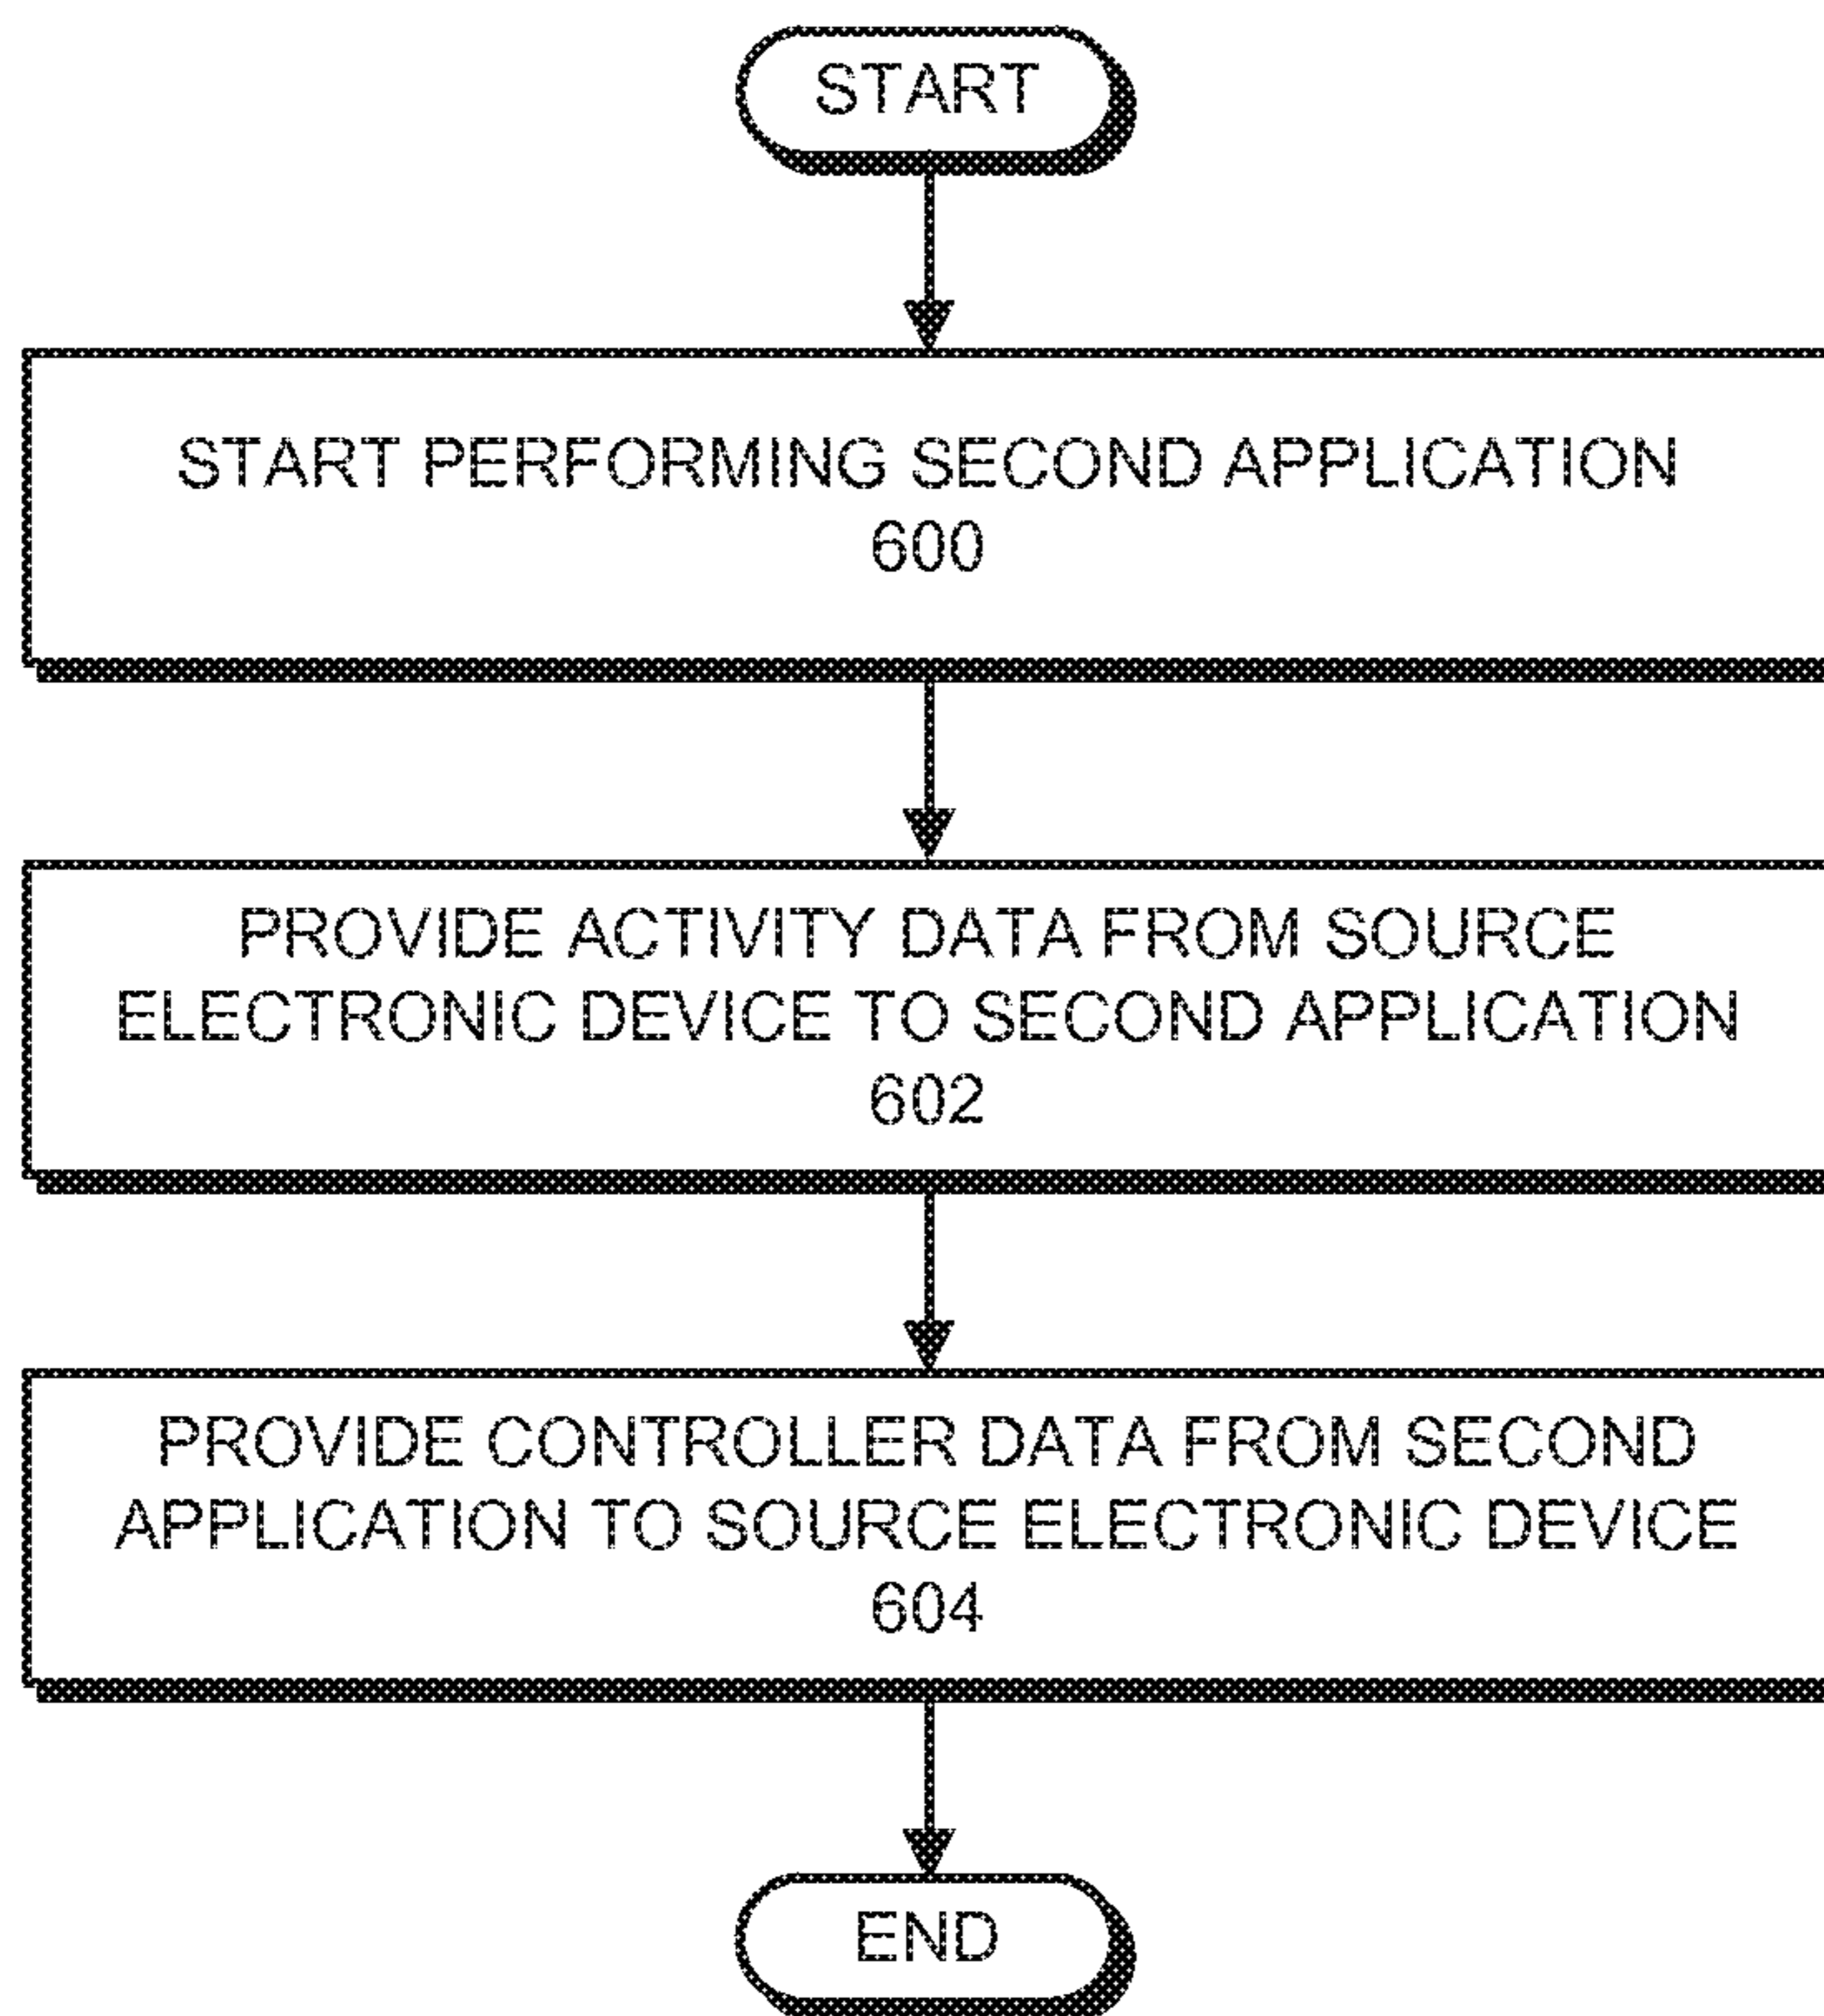 START
START PERFORMING SECOND APPLICATION
600
PROVIDE ACTIVITY DATA FROM SOURCE
ELECTRONIC DEVICE TO SECOND APPLICATION
602
PROVIDE CONTROLLER DATA FROM SECOND
APPLICATION TO SOURCE ELECTRONIC DEVICE
604
END